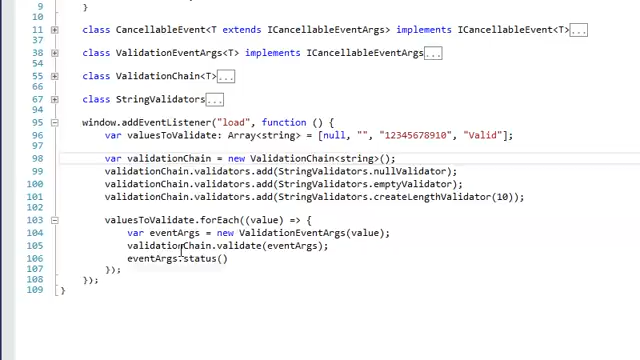 9 }
10
11 class CancellableEvent<T extends ICancellableEventArgs> implements ICancellableEvent<T>...
37
38 class ValidationEventArgs<T> implements ICancellableEventArgs...
54
55 class ValidationChain<T>...
66
67 class StringValidators...
94
95 window.addEventListener("load", function () {
96 var valuesToValidate: Array<string> = [null, "", "12345678910", "Valid"];
97
98 var validationChain = new ValidationChain<string>();
99 validationChain.validators.add(StringValidators.nullValidator);
100 validationChain.validators.add(StringValidators.emptyValidator);
101 validationChain.validators.add(StringValidators.createLengthValidator(10));
102
103 valuesToValidate.forEach((value) => {
104 var eventArgs = new ValidationEventArgs(value);
105 validationChain.validate(eventArgs);
106 eventArgs.status()
107 });
108 });
109 }